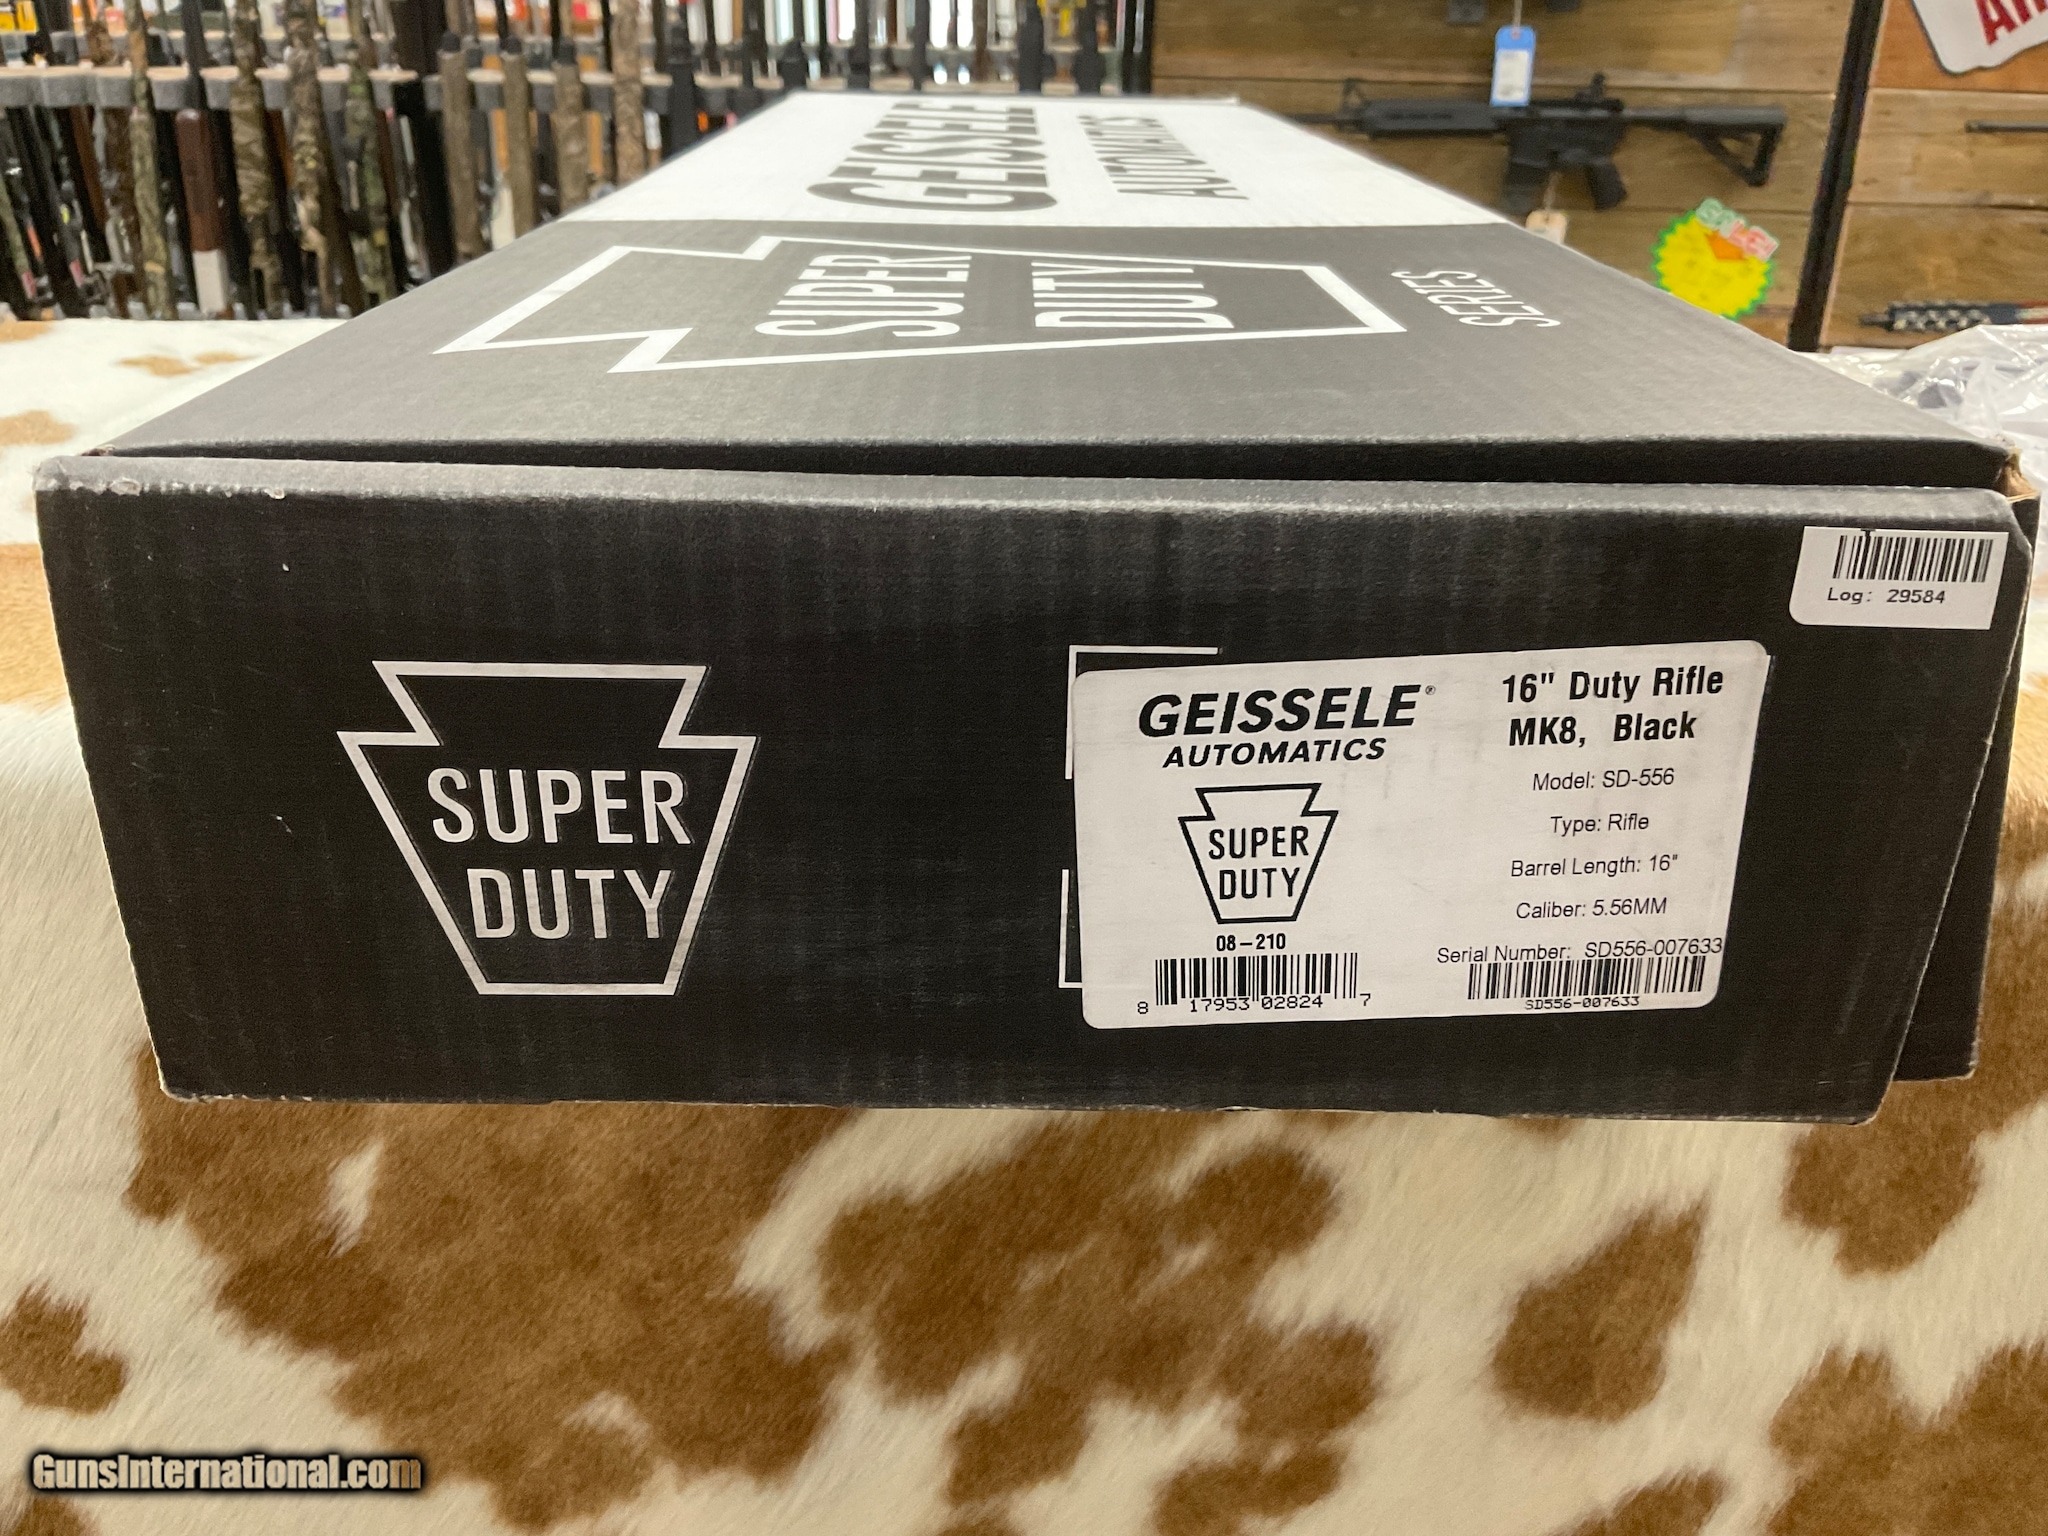 GEISSELE
AUTOMATICS
SUPER
DUTY
SERIES
SALE!
Log: 29584
SUPER
DUTY
GEISSELE®
AUTOMATICS
SUPER
DUTY
08-210
8 17953 02824 7
16" Duty Rifle
MK8, Black
Model: SD-556
Type: Rifle
Barrel Length: 16"
Caliber: 5.56MM
Serial Number: SD556-007633
SD556-007633
GunsInternational.com